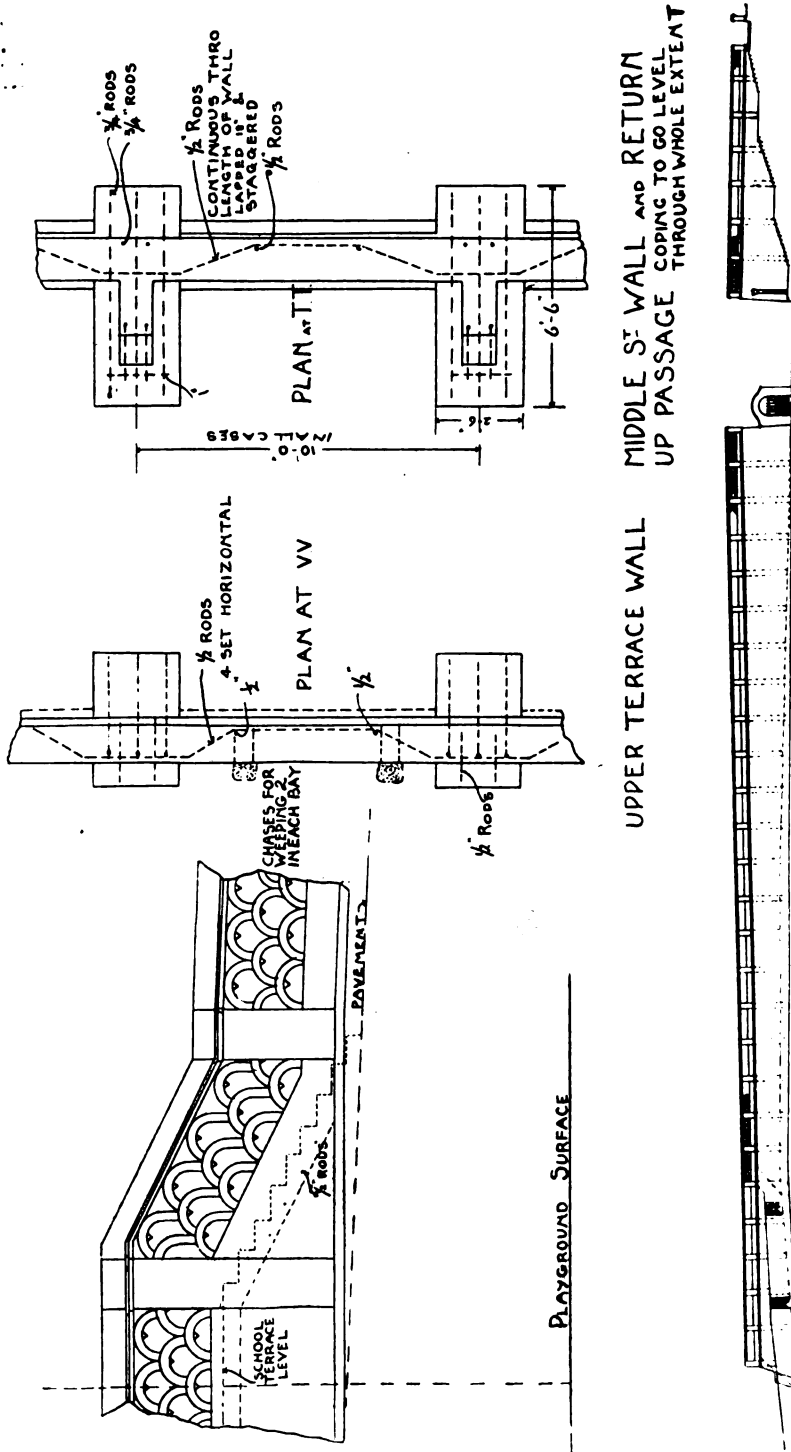 ¾" RODS
¾" RODS
½" RODS
CONTINUOUS THRO
LENGTH OF WALL
LAPPED 18" &
STAGGERED
½" RODS
PLAN AT TT
10'-0"
IN ALL CASES
2'-6"
6'-6"
½ RODS
4 SET HORIZONTAL
½"
PLAN AT VV
½"
CHASES FOR
WEEPING 2
IN EACH BAY
½" RODS
PAVEMENT
RODS
SCHOOL
TERRACE
LEVEL
PLAYGROUND SURFACE
UPPER TERRACE WALL
MIDDLE ST WALL AND RETURN
UP PASSAGE COPING TO GO LEVEL
THROUGH WHOLE EXTENT